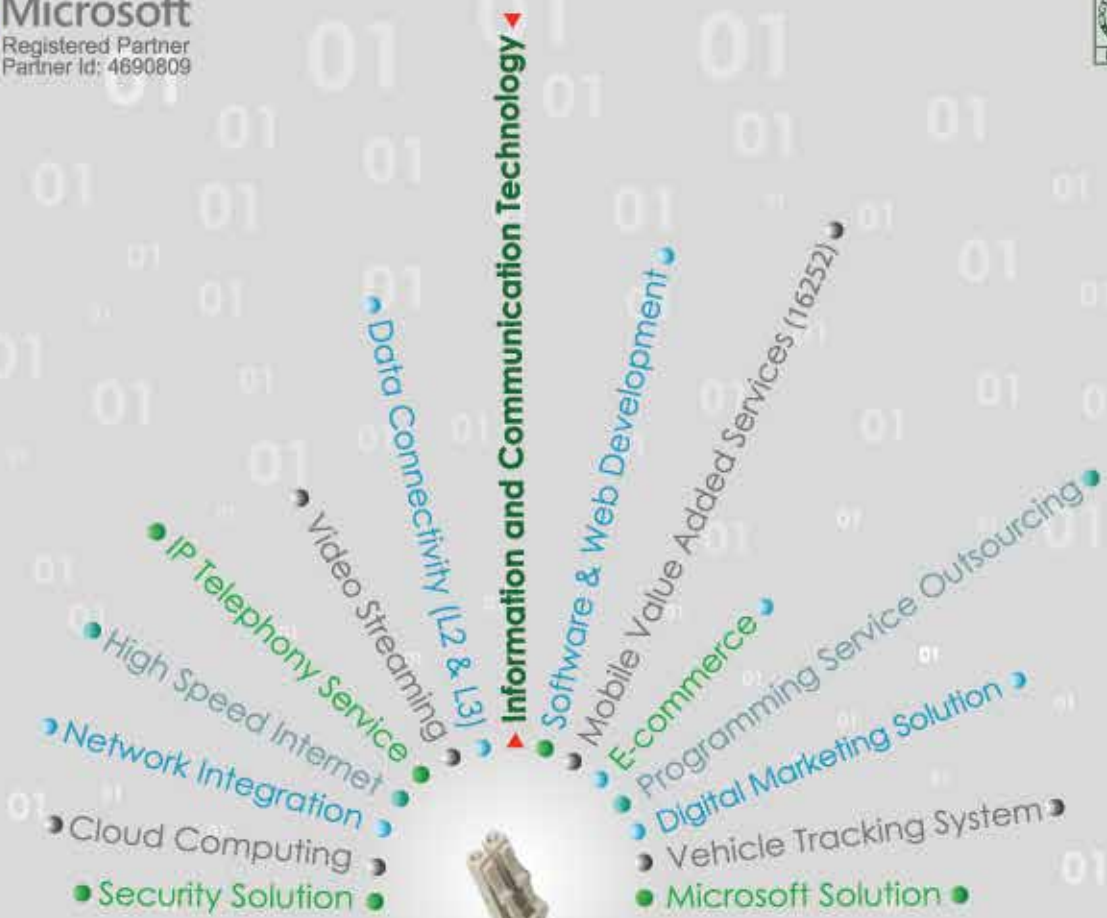 Microsoft
Registered Partner
Partner Id: 4690809
Security Solution
Cloud Computing
Network Integration
High Speed Internet
IP Telephony Service
Video Streaming
Data Connectivity (L2 & L3)
Information and Communication Technology
Software & Web Development
Mobile Value Added Services (16252)
E-commerce
Programming Service Outsourcing
Digital Marketing Solution
Vehicle Tracking System
Microsoft Solution